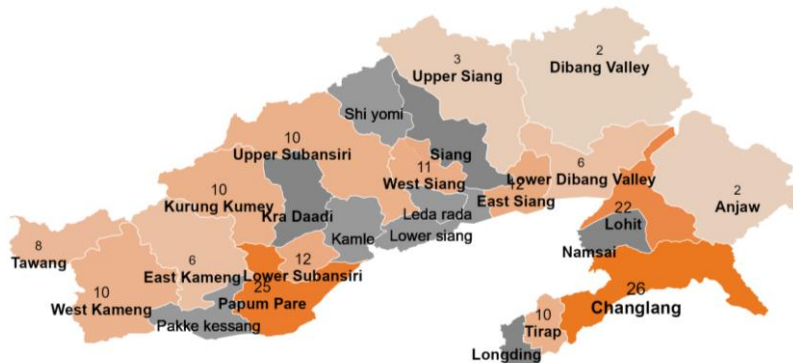 3
Upper Siang
2
Dibang Valley
Shi yomi
10
Upper Subansiri
Siang
11
West Siang
6
Lower Dibang Valley
12
East Siang
2
Anjaw
10
Kurung Kumey
Kra Daadi
Leda rada
22
Lohit
Kamle
Lower siang
Namsai
8
Tawang
6
East Kameng
12
Lower Subansiri
10
West Kameng
25
Papum Pare
26
Changlang
Pakke kessang
10
Tirap
Longding